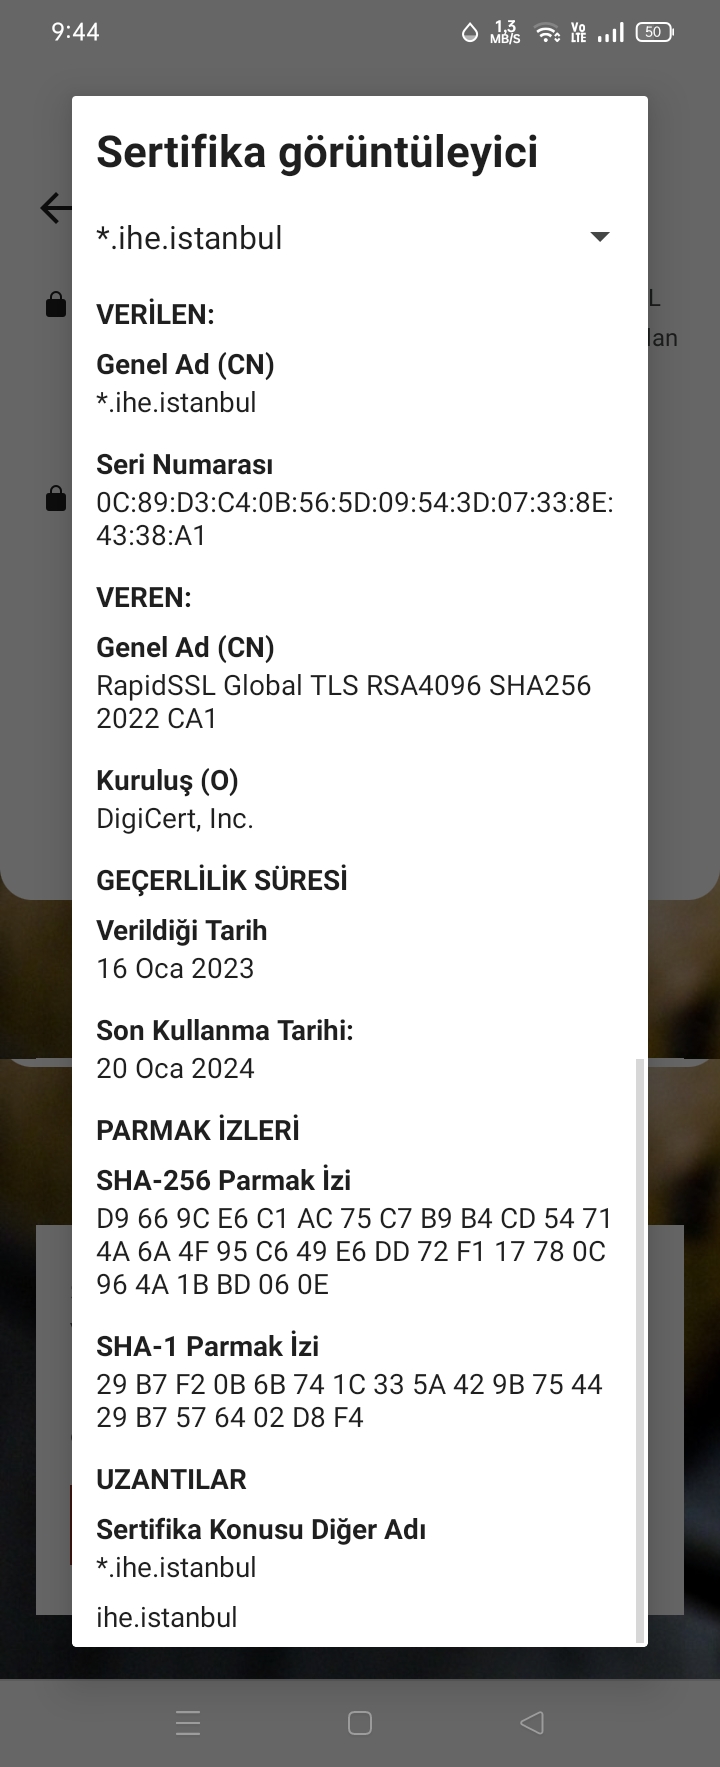 9:44
1,3
MB/S
Vo
LTE
50
Sertifika görüntüleyici
*.ihe.istanbul
L
lan
VERİLEN:
Genel Ad (CN)
*.ihe.istanbul
Seri Numarası
0C:89:D3:C4:0B:56:5D:09:54:3D:07:33:8E:
43:38:A1
VEREN:
Genel Ad (CN)
RapidSSL Global TLS RSA4096 SHA256
2022 CA1
Kuruluş (O)
DigiCert, Inc.
GEÇERLİLİK SÜRESİ
Verildiği Tarih
16 Oca 2023
Son Kullanma Tarihi:
20 Oca 2024
PARMAK İZLERİ
SHA-256 Parmak İzi
D9 66 9C E6 C1 AC 75 C7 B9 B4 CD 54 71
4A 6A 4F 95 C6 49 E6 DD 72 F1 17 78 0C
96 4A 1B BD 06 0E
SHA-1 Parmak İzi
29 B7 F2 0B 6B 74 1C 33 5A 42 9B 75 44
29 B7 57 64 02 D8 F4
UZANTILAR
Sertifika Konusu Diğer Adı
*.ihe.istanbul
ihe.istanbul